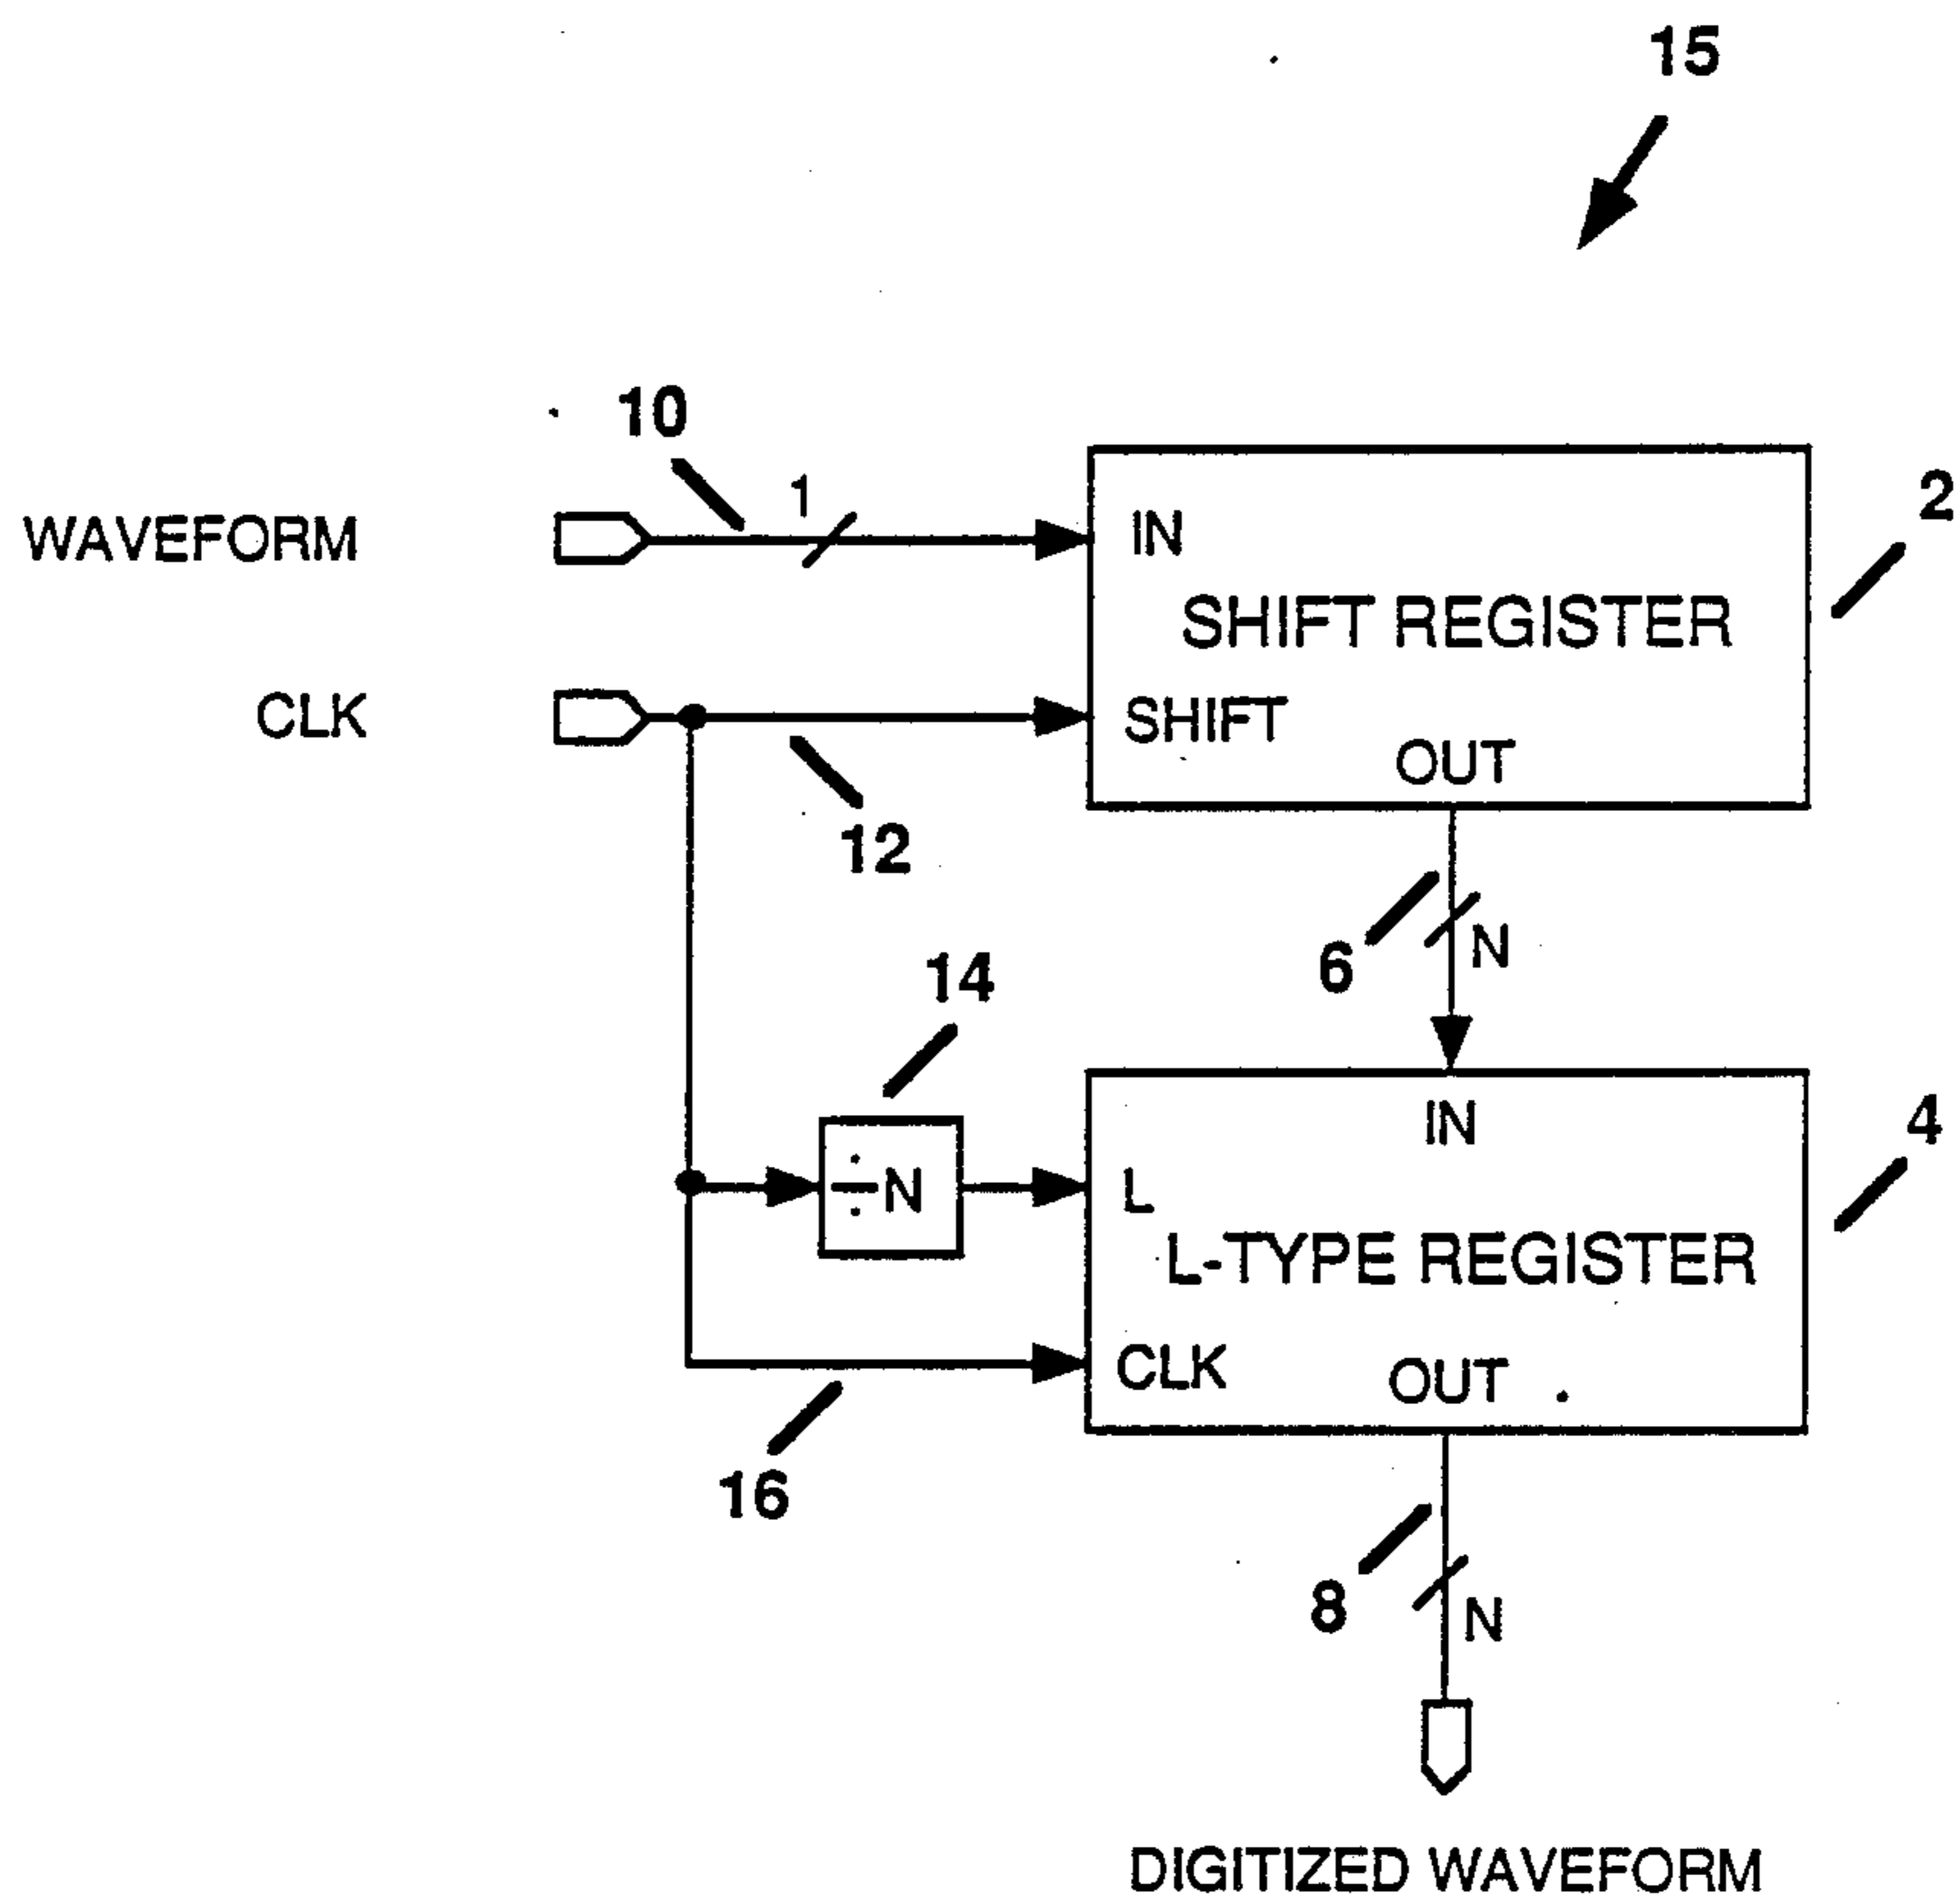 15
10
1
2
WAVEFORM
IN
SHIFT REGISTER
CLK
SHIFT
OUT
12
6
N
14
4
IN
÷N
L
L-TYPE REGISTER
CLK
OUT
16
8
N
DIGITIZED WAVEFORM